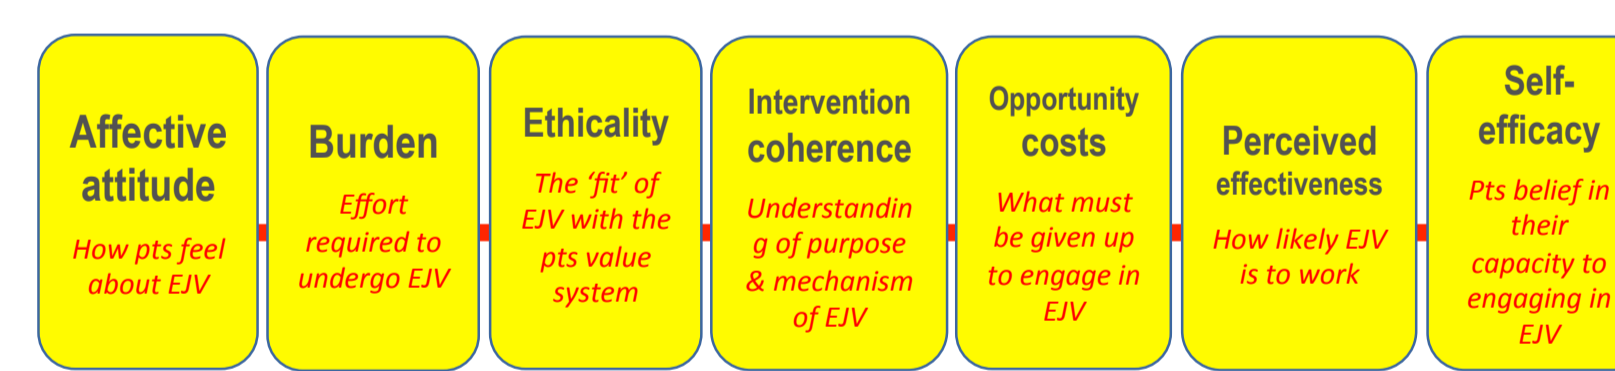 Affective
attitude
How pts feel
about EJV
Burden
Effort
required to
undergo EJV
Ethicality
The ‘fit’ of
EJV with the
pts value
system
Intervention
coherence
Understandin
g of purpose
& mechanism
of EJV
Opportunity
costs
What must
be given up
to engage in
EJV
Perceived
effectiveness
How likely EJV
is to work
Self-
efficacy
Pts belief in
their
capacity to
engaging in
EJV